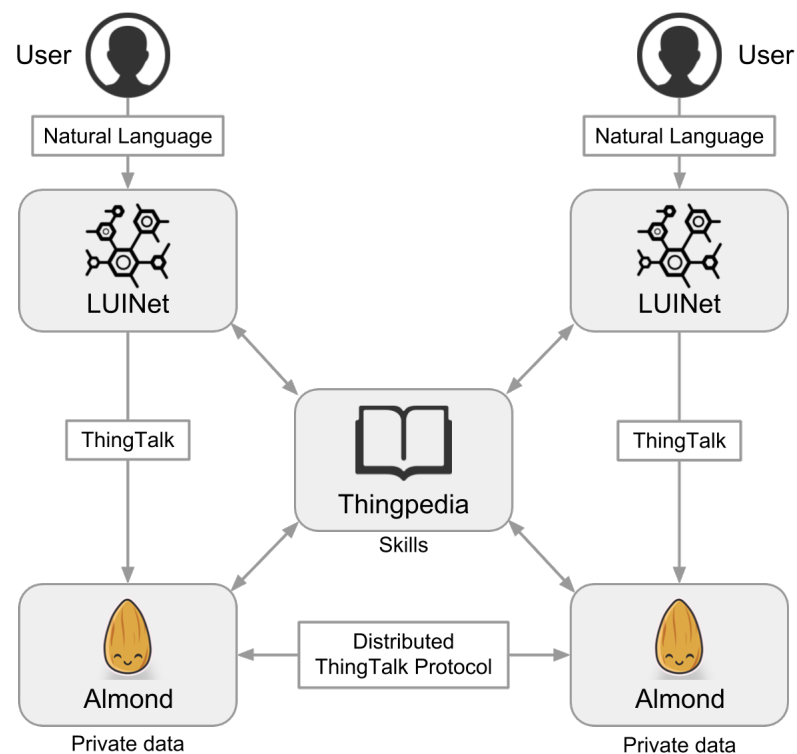 User
User
Natural Language
Natural Language
LUINet
LUINet
ThingTalk
ThingTalk
Thingpedia
Skills
Distributed
ThingTalk Protocol
Almond
Almond
Private data
Private data